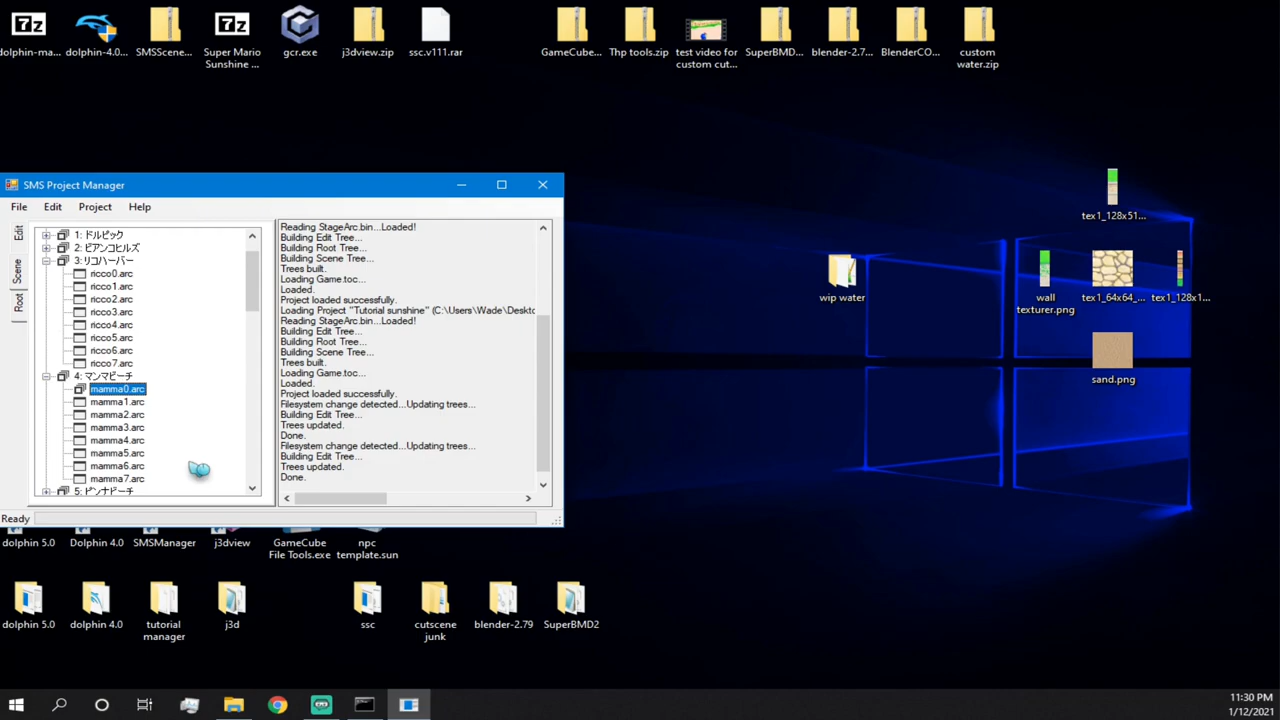 dolphin-ma...
dolphin-4.0...
SMSScene...
Super Mario
Sunshine ...
gcr.exe
j3dview.zip
ssc.v111.rar
GameCube...
Thp tools.zip
test video for
custom cut...
SuperBMD...
blender-2.7...
BlenderCO...
custom
water.zip
SMS Project Manager
File Edit Project Help
Edit
Scene
Root
1: ドルピック
2: ビアンコヒルズ
3: リコハーバー
ricco0.arc
ricco1.arc
ricco2.arc
ricco3.arc
ricco4.arc
ricco5.arc
ricco6.arc
ricco7.arc
4: マンマビーチ
mamma0.arc
mamma1.arc
mamma2.arc
mamma3.arc
mamma4.arc
mamma5.arc
mamma6.arc
mamma7.arc
5: ピンナビーチ
Reading StageArc.bin...Loaded!
Building Edit Tree...
Building Root Tree...
Building Scene Tree...
Trees built.
Loading Game.toc...
Loaded.
Project loaded successfully.
Loading Project "Tutorial sunshine" (C:\Users\Wade\Deskto
Reading StageArc.bin...Loaded!
Building Edit Tree...
Building Root Tree...
Building Scene Tree...
Trees built.
Loading Game.toc...
Loaded.
Project loaded successfully.
Filesystem change detected...Updating trees...
Building Edit Tree...
Trees updated.
Done.
Filesystem change detected...Updating trees...
Building Edit Tree...
Trees updated.
Done.
Ready
tex1_128x51...
wip water
wall
texturer.png
tex1_64x64_...
tex1_128x1...
sand.png
dolphin 5.0
Dolphin 4.0
SMSManager
j3dview
GameCube
File Tools.exe
npc
template.sun
dolphin 5.0
dolphin 4.0
tutorial
manager
j3d
ssc
cutscene
junk
blender-2.79
SuperBMD2
11:30 PM
1/12/2021